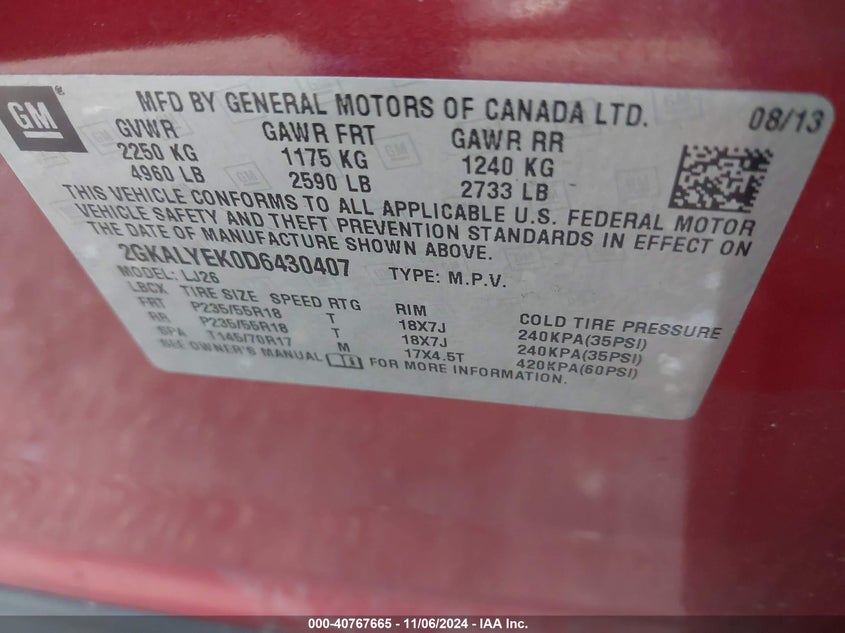 GM ®
MFD BY GENERAL MOTORS OF CANADA LTD. 08/13
GVWR GAWR FRT GAWR RR
2250 KG 1175 KG 1240 KG
4960 LB 2590 LB 2733 LB
THIS VEHICLE CONFORMS TO ALL APPLICABLE U.S. FEDERAL MOTOR
VEHICLE SAFETY AND THEFT PREVENTION STANDARDS IN EFFECT ON
THE DATE OF MANUFACTURE SHOWN ABOVE.
2GKALYEK0D6430407 TYPE: M.P.V.
MODEL: LJ26
LBCX TIRE SIZE SPEED RTG RIM COLD TIRE PRESSURE
FRT P235/55R18 T 18X7J 240KPA(35PSI)
RR P235/55R18 T 18X7J 240KPA(35PSI)
SPA T145/70R17 M 17X4.5T 420KPA(60PSI)
SEE OWNER'S MANUAL FOR MORE INFORMATION.
000-40767665 - 11/06/2024 - IAA Inc.